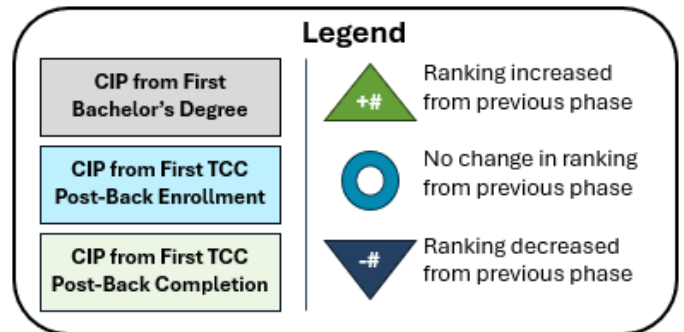 Legend
CIP from First
Bachelor's Degree
CIP from First TCC
Post-Back Enrollment
CIP from First TCC
Post-Back Completion
+#
Ranking increased
from previous phase
No change in ranking
from previous phase
-#
Ranking decreased
from previous phase